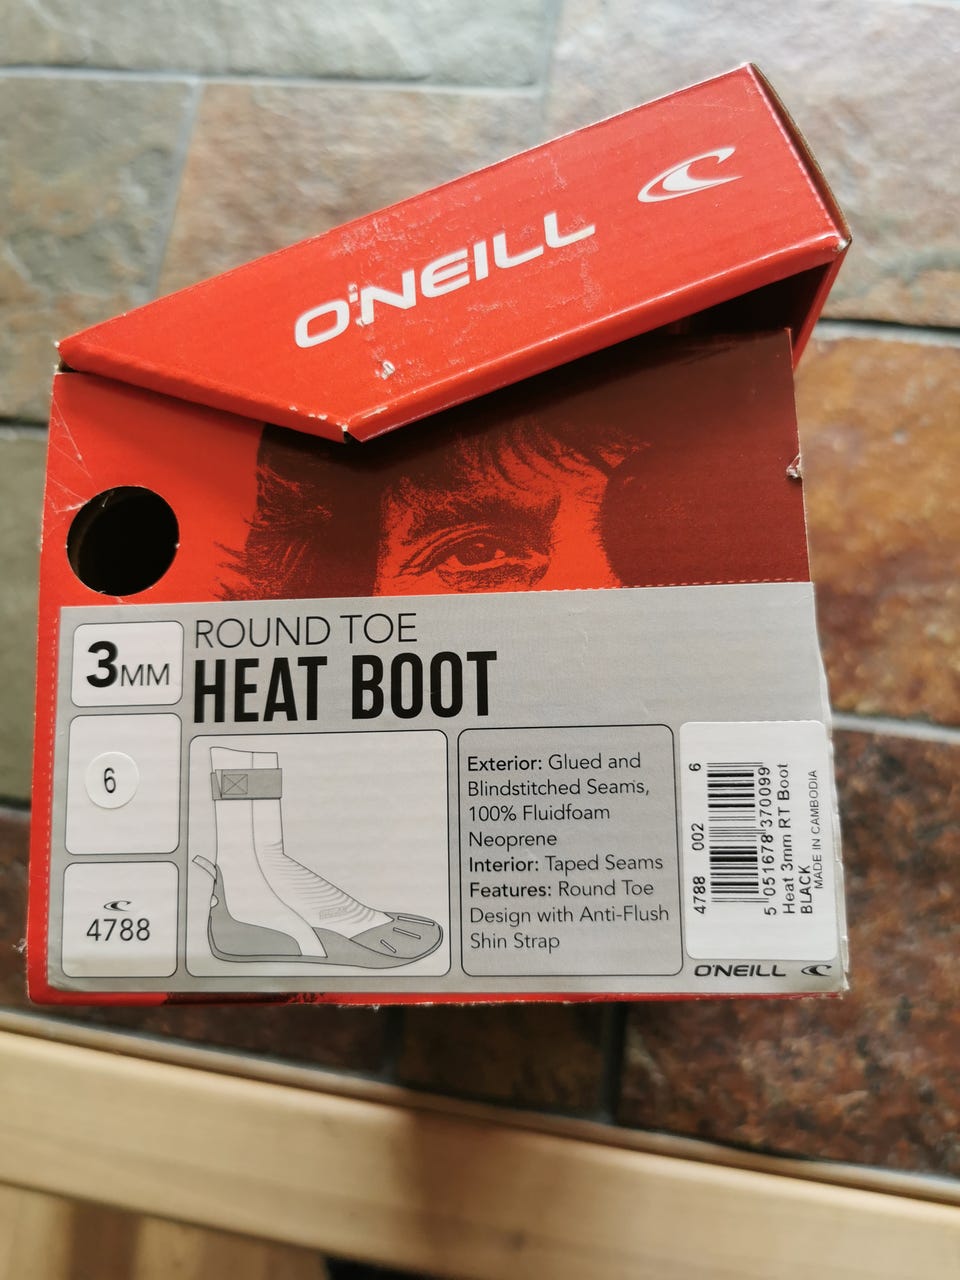 O'NEILL
3MM
ROUND TOE
HEAT BOOT
6
4788
Exterior: Glued and
Blindstitched Seams,
100% Fluidfoam
Neoprene
Interior: Taped Seams
Features: Round Toe
Design with Anti-Flush
Shin Strap
4788 002 6
5 051678 370099
Heat 3mm RT Boot
BLACK
MADE IN CAMBODIA
O'NEILL